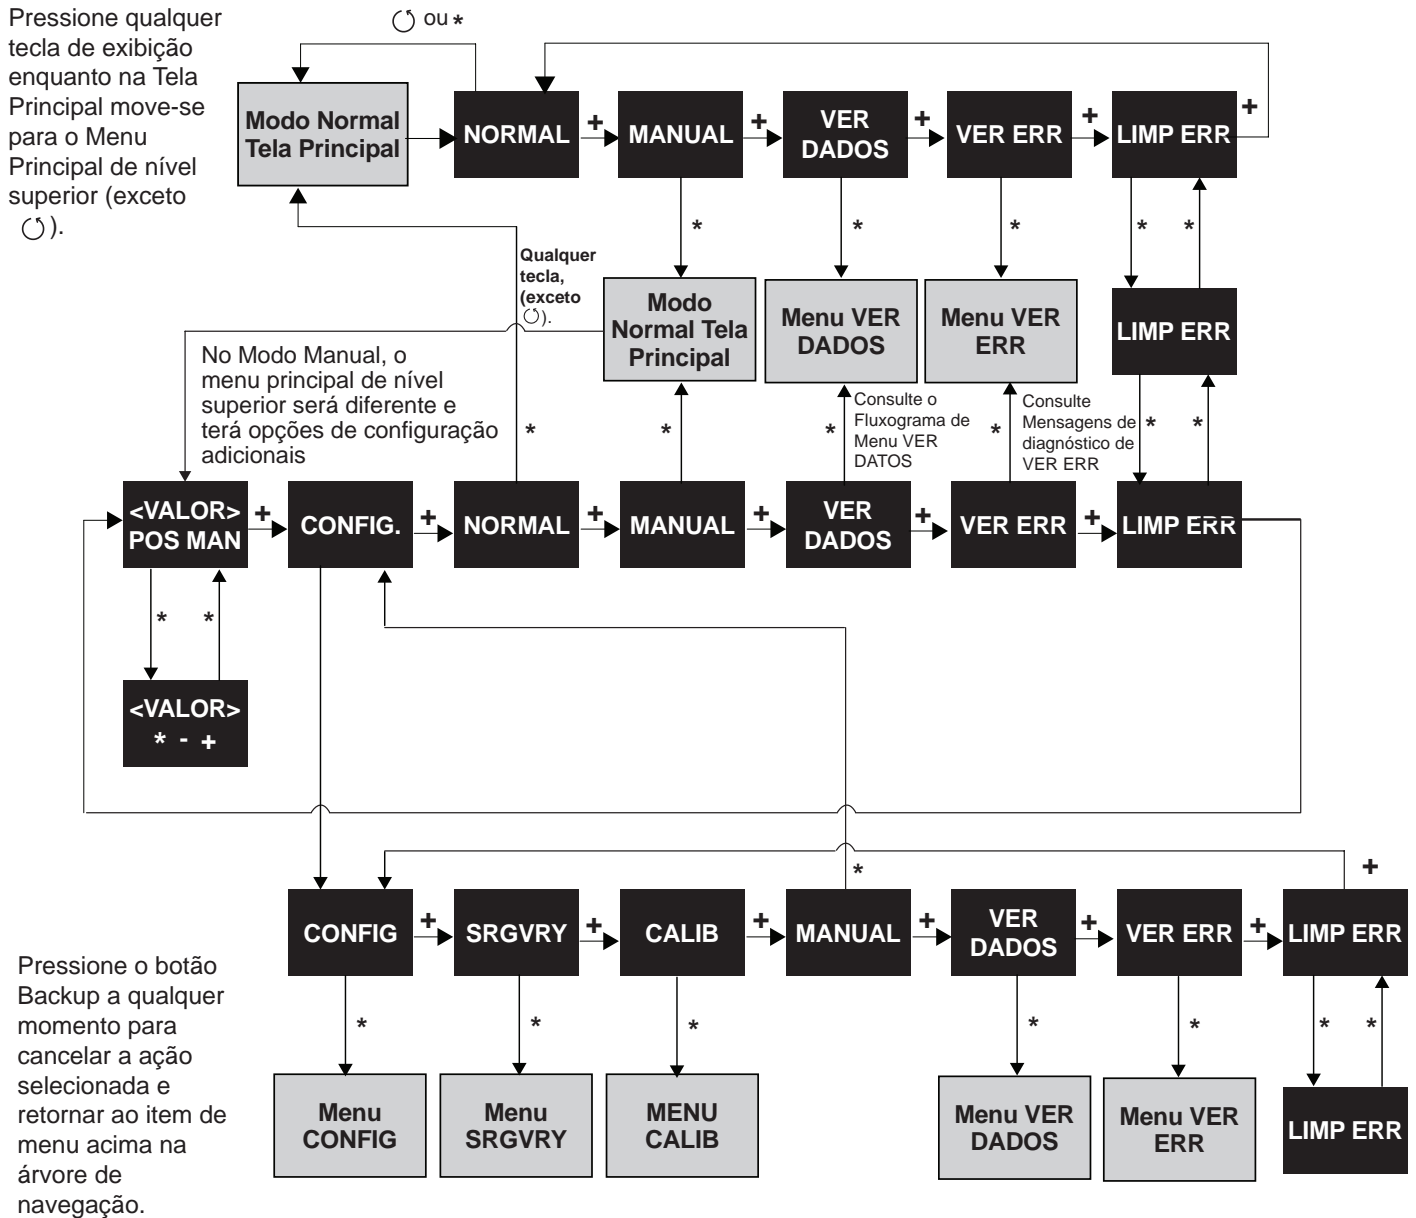 Pressione qualquer
tecla de exibição
enquanto na Tela
Principal move-se
para o Menu
Principal de nível
superior (exceto
).
ou *
Modo Normal
Tela Principal
NORMAL
+
MANUAL
+
VER
DADOS
+
VER ERR
+
LIMP ERR
+
*
*
*
*
*
Qualquer
tecla,
(exceto
).
Modo
Normal Tela
Principal
Menu VER
DADOS
Menu VER
ERR
LIMP ERR
No Modo Manual, o
menu principal de nível
superior será diferente e
terá opções de configuração
adicionais
*
*
*
Consulte o
Fluxograma de
Menu VER
DATOS
*
Consulte
Mensagens de
diagnóstico de
VER ERR
*
*
<VALOR>
POS MAN
+
CONFIG.
+
NORMAL
+
MANUAL
+
VER
DADOS
+
VER ERR
+
LIMP ERR
*
*
<VALOR>
* - +
*
+
CONFIG
+
SRGVRY
+
CALIB
+
MANUAL
+
VER
DADOS
+
VER ERR
+
LIMP ERR
*
*
*
*
*
*
*
Menu
CONFIG
Menu
SRGVRY
MENU
CALIB
Menu VER
DADOS
Menu VER
ERR
LIMP ERR
Pressione o botão
Backup a qualquer
momento para
cancelar a ação
selecionada e
retornar ao item de
menu acima na
árvore de
navegação.